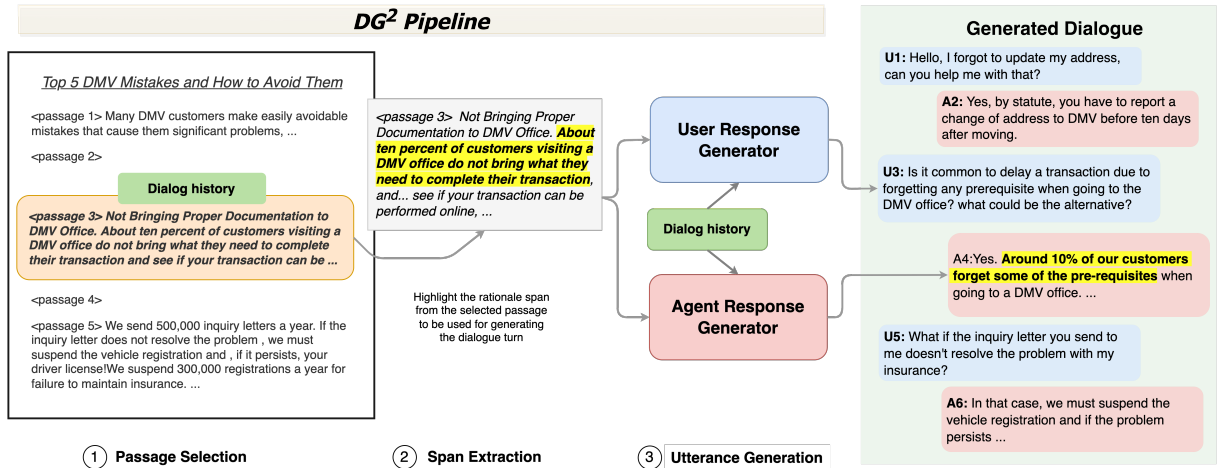 DG² Pipeline
Top 5 DMV Mistakes and How to Avoid Them
<passage 1> Many DMV customers make easily avoidable
mistakes that cause them significant problems, ...
<passage 2>
Dialog history
<passage 3> Not Bringing Proper Documentation to
DMV Office. About ten percent of customers visiting a
DMV office do not bring what they need to complete
their transaction and see if your transaction can be ...
<passage 4>
<passage 5> We send 500,000 inquiry letters a year. If the
inquiry letter does not resolve the problem , we must
suspend the vehicle registration and , if it persists, your
driver license!We suspend 300,000 registrations a year for
failure to maintain insurance. ...
1 Passage Selection
<passage 3> Not Bringing Proper
Documentation to DMV Office. About
ten percent of customers visiting a
DMV office do not bring what they
need to complete their transaction,
and... see if your transaction can be
performed online, ...
Highlight the rationale span
from the selected passage
to be used for generating
the dialogue turn
2 Span Extraction
User Response
Generator
Dialog history
Agent Response
Generator
3 Utterance Generation
Generated Dialogue
U1: Hello, I forgot to update my address,
can you help me with that?
A2: Yes, by statute, you have to report a
change of address to DMV before ten days
after moving.
U3: Is it common to delay a transaction due to
forgetting any prerequisite when going to the
DMV office? what could be the alternative?
A4:Yes. Around 10% of our customers
forget some of the pre-requisites when
going to a DMV office. ...
U5: What if the inquiry letter you send to
me doesn't resolve the problem with my
insurance?
A6: In that case, we must suspend the
vehicle registration and if the problem
persists ...